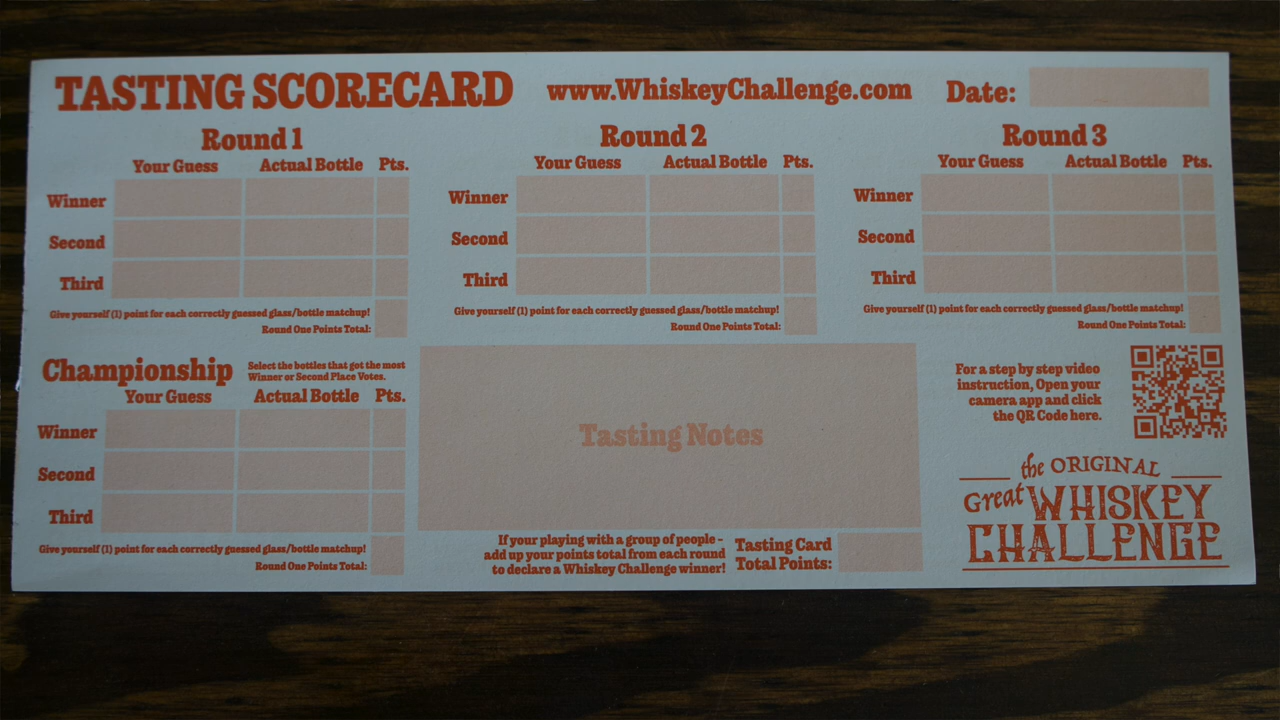 TASTING SCORECARD
www.WhiskeyChallenge.com
Date:
Round 1
Your Guess Actual Bottle Pts.
Winner
Second
Third
Give yourself (1) point for each correctly guessed glass/bottle matchup!
Round One Points Total:
Round 2
Your Guess Actual Bottle Pts.
Winner
Second
Third
Give yourself (1) point for each correctly guessed glass/bottle matchup!
Round One Points Total:
Round 3
Your Guess Actual Bottle Pts.
Winner
Second
Third
Give yourself (1) point for each correctly guessed glass/bottle matchup!
Round One Points Total:
Championship
Select the bottles that got the most
Winner or Second Place Votes.
Your Guess Actual Bottle Pts.
Winner
Second
Third
Give yourself (1) point for each correctly guessed glass/bottle matchup!
Round One Points Total:
Tasting Notes
If your playing with a group of people –
add up your points total from each round
to declare a Whiskey Challenge winner!
Tasting Card
Total Points:
For a step by step video
instruction, Open your
camera app and click
the QR Code here.
the ORIGINAL
Great WHISKEY
CHALLENGE